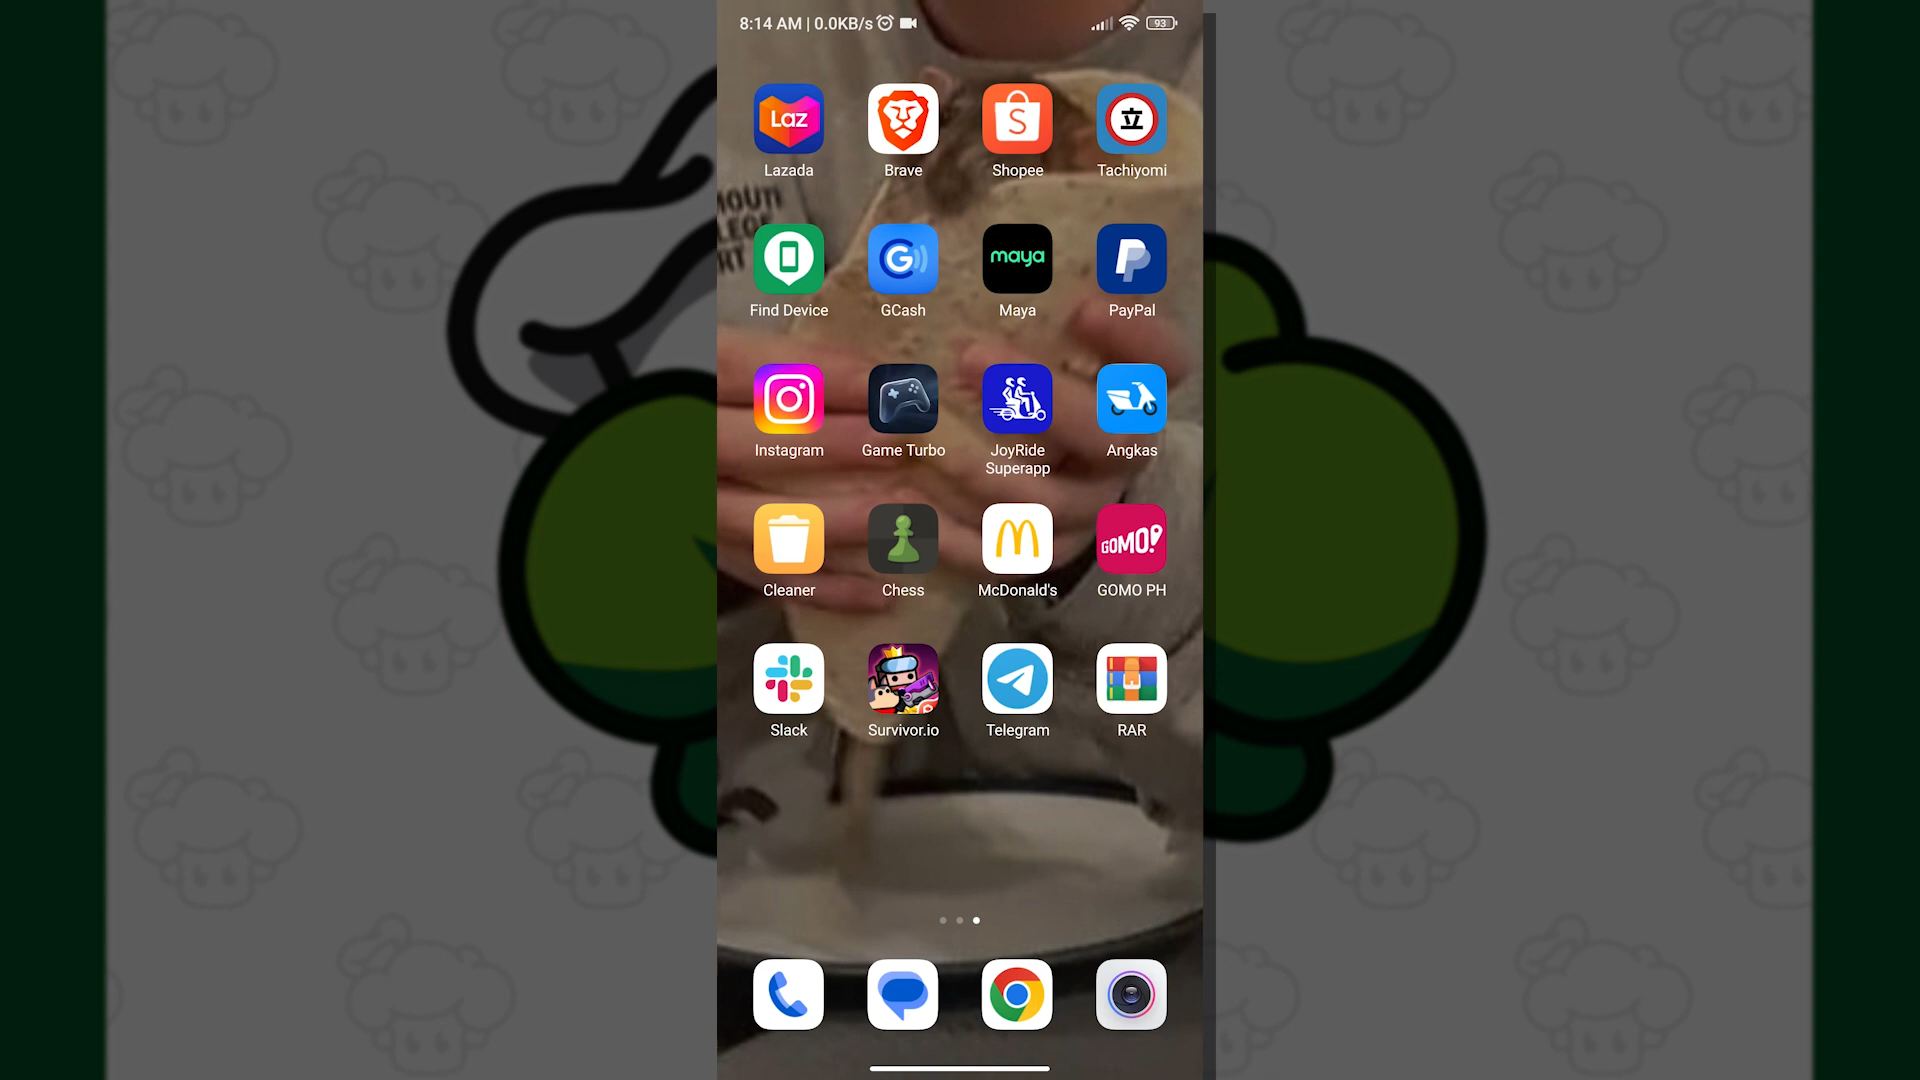 8:14 AM | 0.0KB/s
93
Laz
S
立
Lazada
Brave
Shopee
Tachiyomi
G
maya
Find Device
GCash
Maya
PayPal
Instagram
Game Turbo
JoyRide
Superapp
Angkas
GOMO!
Cleaner
Chess
McDonald's
GOMO PH
Slack
Survivor.io
Telegram
RAR